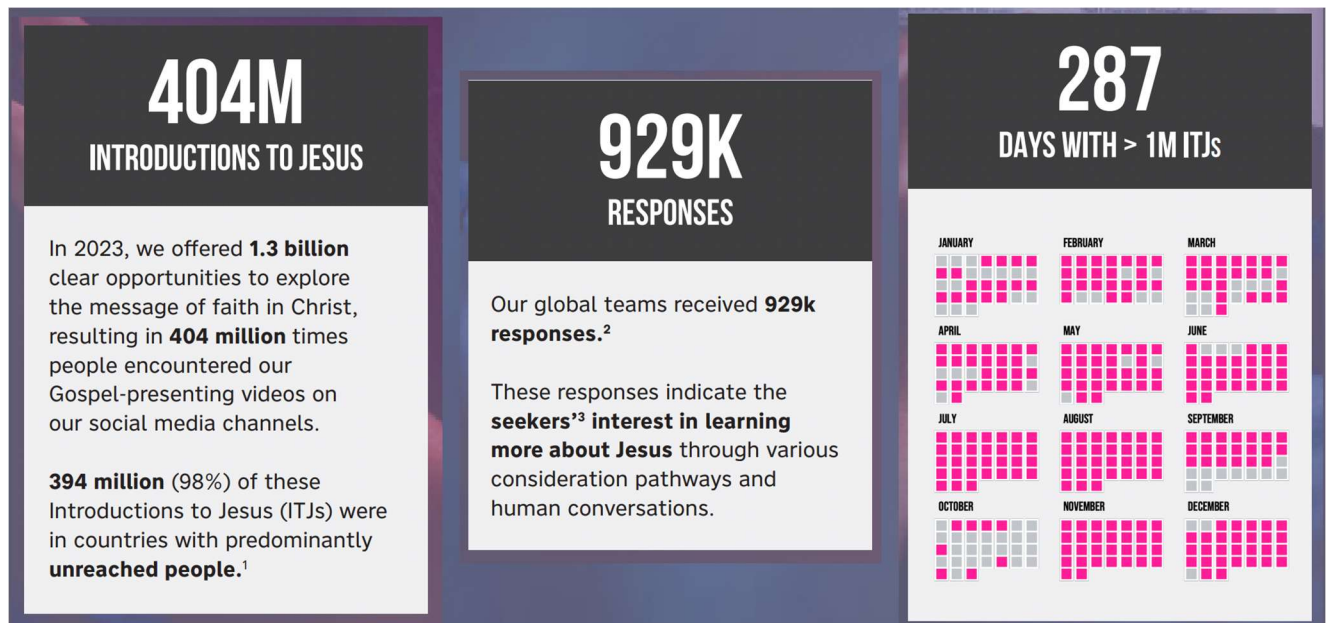 404M
INTRODUCTIONS TO JESUS
In 2023, we offered 1.3 billion
clear opportunities to explore
the message of faith in Christ,
resulting in 404 million times
people encountered our
Gospel-presenting videos on
our social media channels.
394 million (98%) of these
Introductions to Jesus (ITJs) were
in countries with predominantly
unreached people.¹
929K
RESPONSES
Our global teams received 929k
responses.²
These responses indicate the
seekers’³ interest in learning
more about Jesus through various
consideration pathways and
human conversations.
287
DAYS WITH > 1M ITJs
JANUARY
FEBRUARY
MARCH
APRIL
MAY
JUNE
JULY
AUGUST
SEPTEMBER
OCTOBER
NOVEMBER
DECEMBER